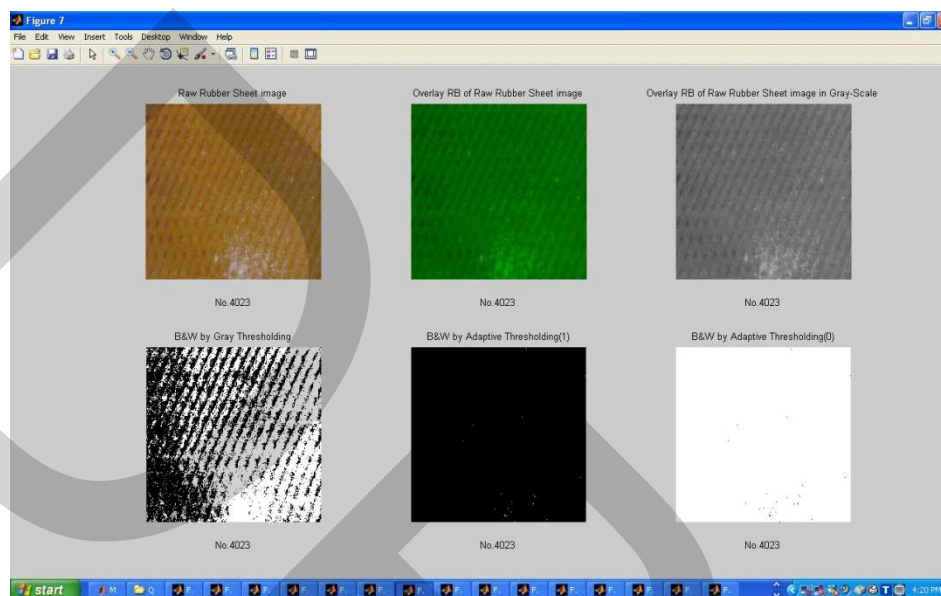 Figure 7
File Edit View Insert Tools Desktop Window Help
Raw Rubber Sheet image
Overlay RB of Raw Rubber Sheet image
Overlay RB of Raw Rubber Sheet image in Gray-Scale
No.4023
No.4023
No.4023
B&W by Gray Thresholding
B&W by Adaptive Thresholding(1)
B&W by Adaptive Thresholding(0)
No.4023
No.4023
No.4023
start M Q F. F. F. F. F. F. F. F. F. F. F. F. F. F. F. T 4:20 PM